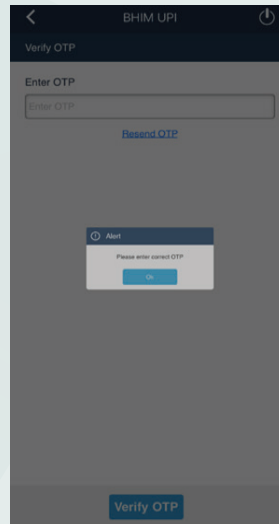 BHIM UPI
Verify OTP
Enter OTP
Enter OTP
Resend OTP
Alert
Please enter correct OTP
Ok
Verify OTP